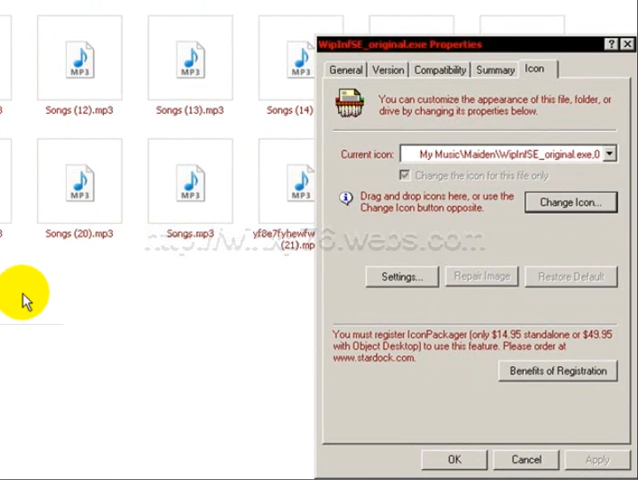 WipInfSE_original.exe Properties
General
Version
Compatibility
Summary
Icon
You can customize the appearance of this file, folder, or
drive by changing its properties below.
Current icon:
My Music\Maiden\WipInfSE_original.exe,0
Change the icon for this file only
Drag and drop icons here, or use the
Change Icon button opposite.
Change Icon...
Settings...
Repair Image
Restore Default
You must register IconPackager (only $14.95 standalone or $49.95
with Object Desktop) to use this feature. Please order at
www.stardock.com.
Benefits of Registration
OK
Cancel
Apply
MP3
MP3
MP3
Songs (12).mp3
Songs (13).mp3
Songs (14)
MP3
MP3
MP3
Songs (20).mp3
Songs.mp3
(21).mp